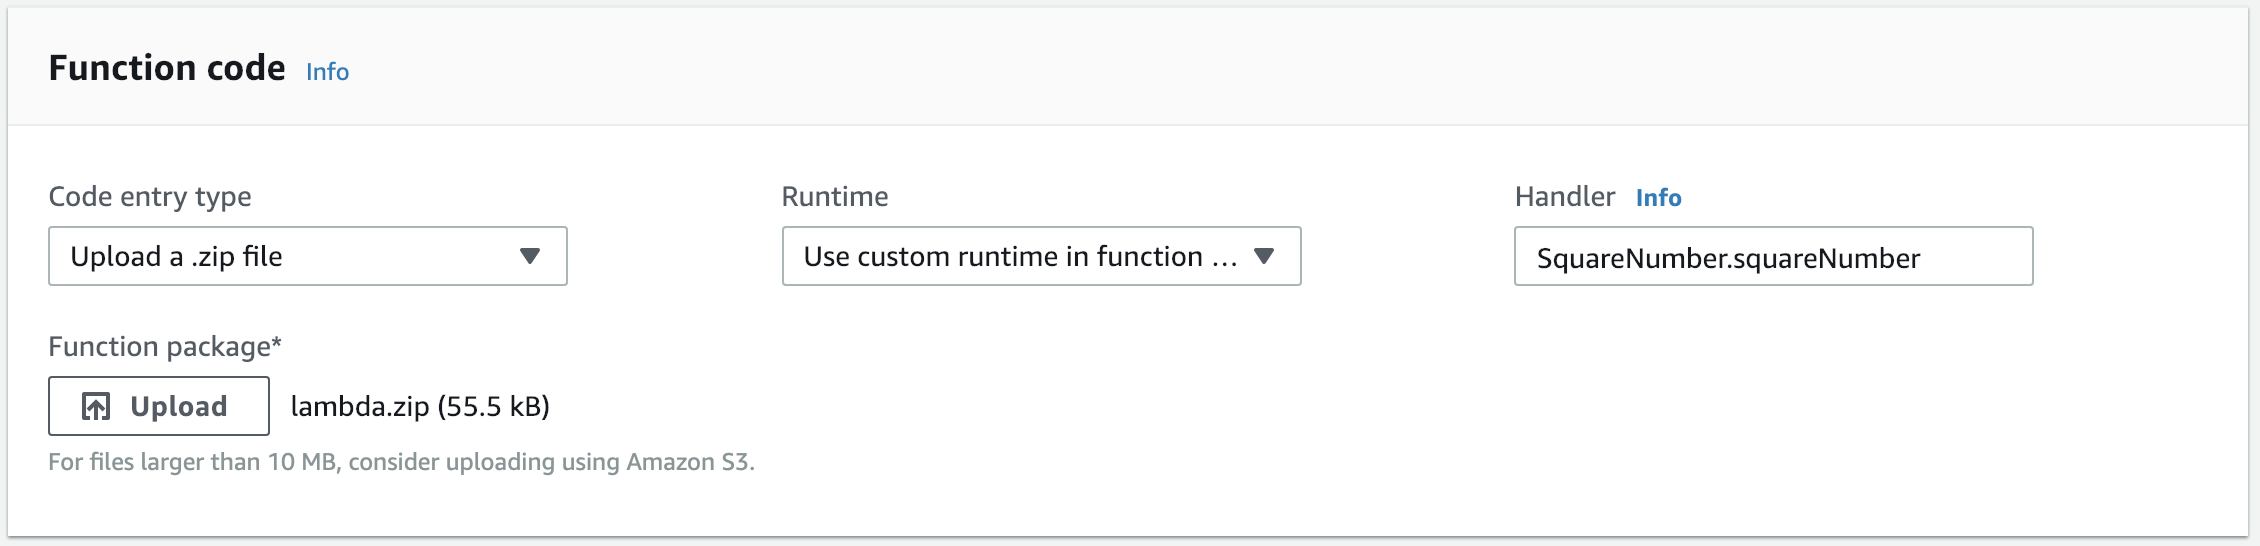 Function code Info
Code entry type Runtime Handler Info
Upload a .zip file Use custom runtime in function ... SquareNumber.squareNumber
Function package*
Upload lambda.zip (55.5 kB)
For files larger than 10 MB, consider uploading using Amazon S3.